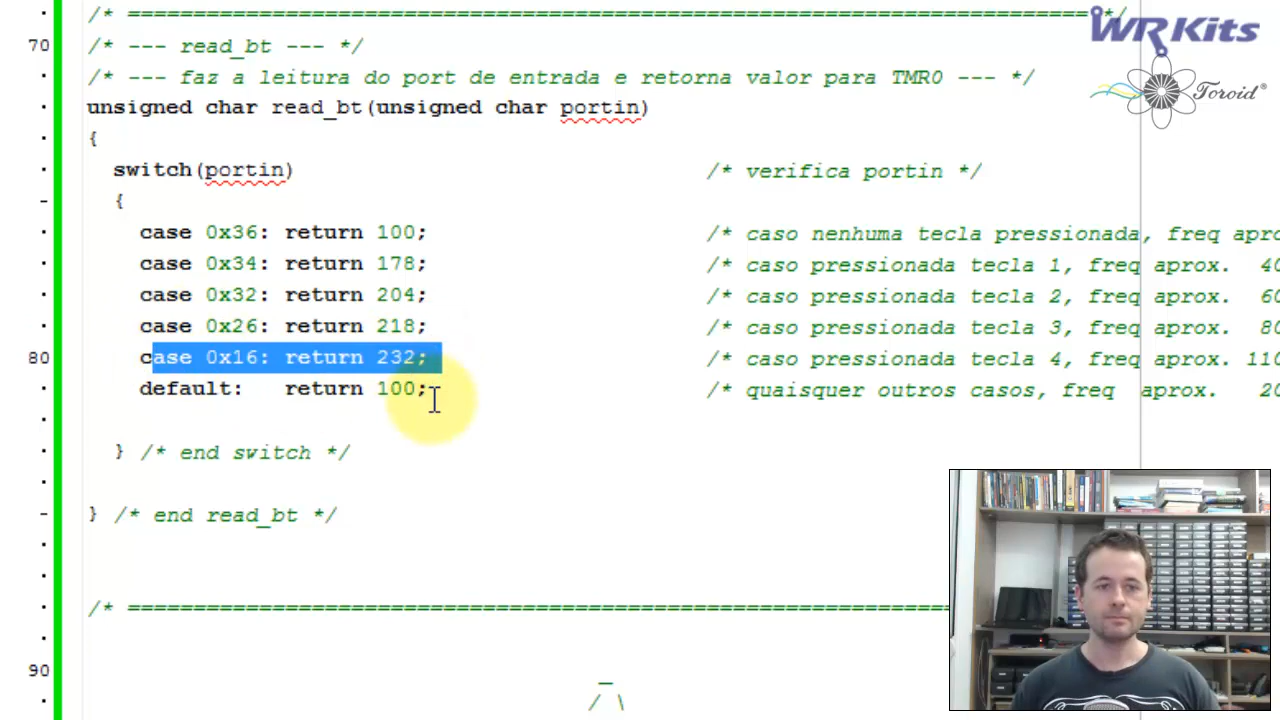 /* ========================================================================= */
WR Kits
70 /* --- read_bt --- */
/* --- faz a leitura do port de entrada e retorna valor para TMR0 --- */
Toroid®
unsigned char read_bt(unsigned char portin)
{
switch(portin) /* verifica portin */
{
case 0x36: return 100; /* caso nenhuma tecla pressionada, freq apro
case 0x34: return 178; /* caso pressionada tecla 1, freq aprox. 40
case 0x32: return 204; /* caso pressionada tecla 2, freq aprox. 60
case 0x26: return 218; /* caso pressionada tecla 3, freq aprox. 80
80 case 0x16: return 232; /* caso pressionada tecla 4, freq aprox. 110
default: return 100; /* quaisquer outros casos, freq aprox. 20
} /* end switch */
} /* end read_bt */
/* ================================================================
90 _
/ \